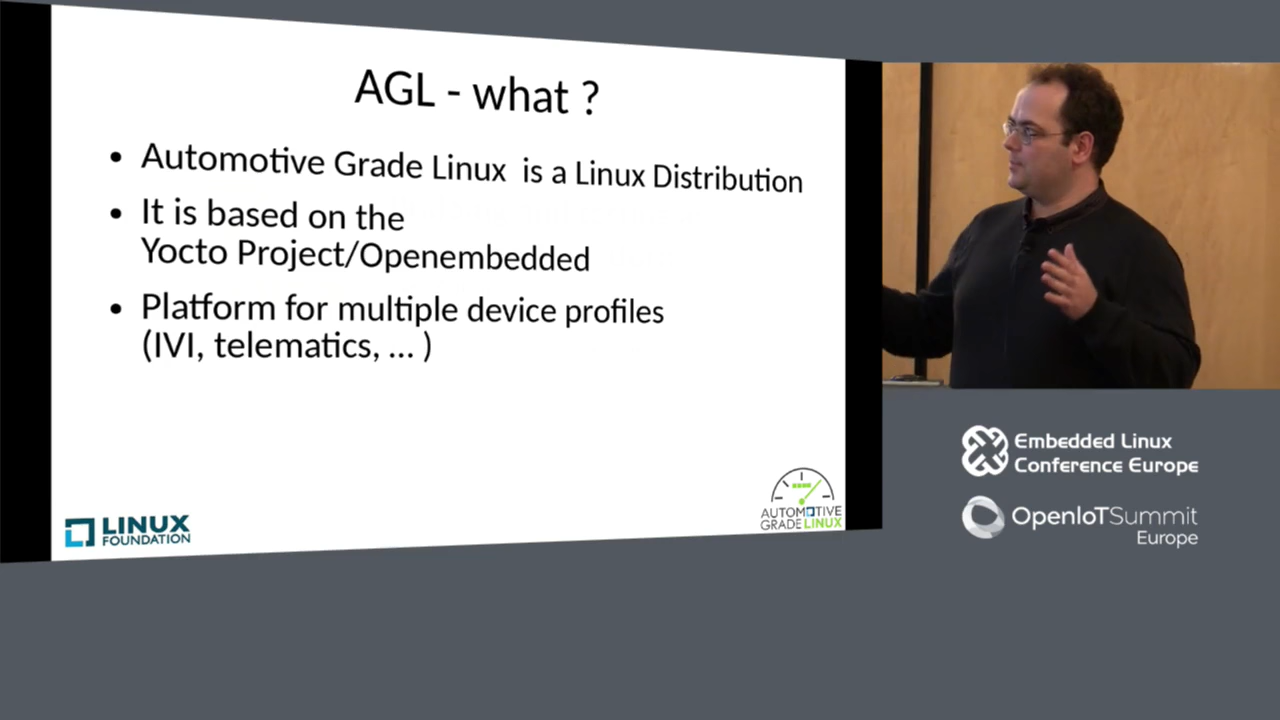 AGL - what ?
• Automotive Grade Linux is a Linux Distribution
• It is based on the
Yocto Project/Openembedded
• Platform for multiple device profiles
(IVI, telematics, ... )
LINUX
FOUNDATION
AUTOMOTIVE
GRADE LINUX
Embedded Linux
Conference Europe
OpenIoTSummit
Europe